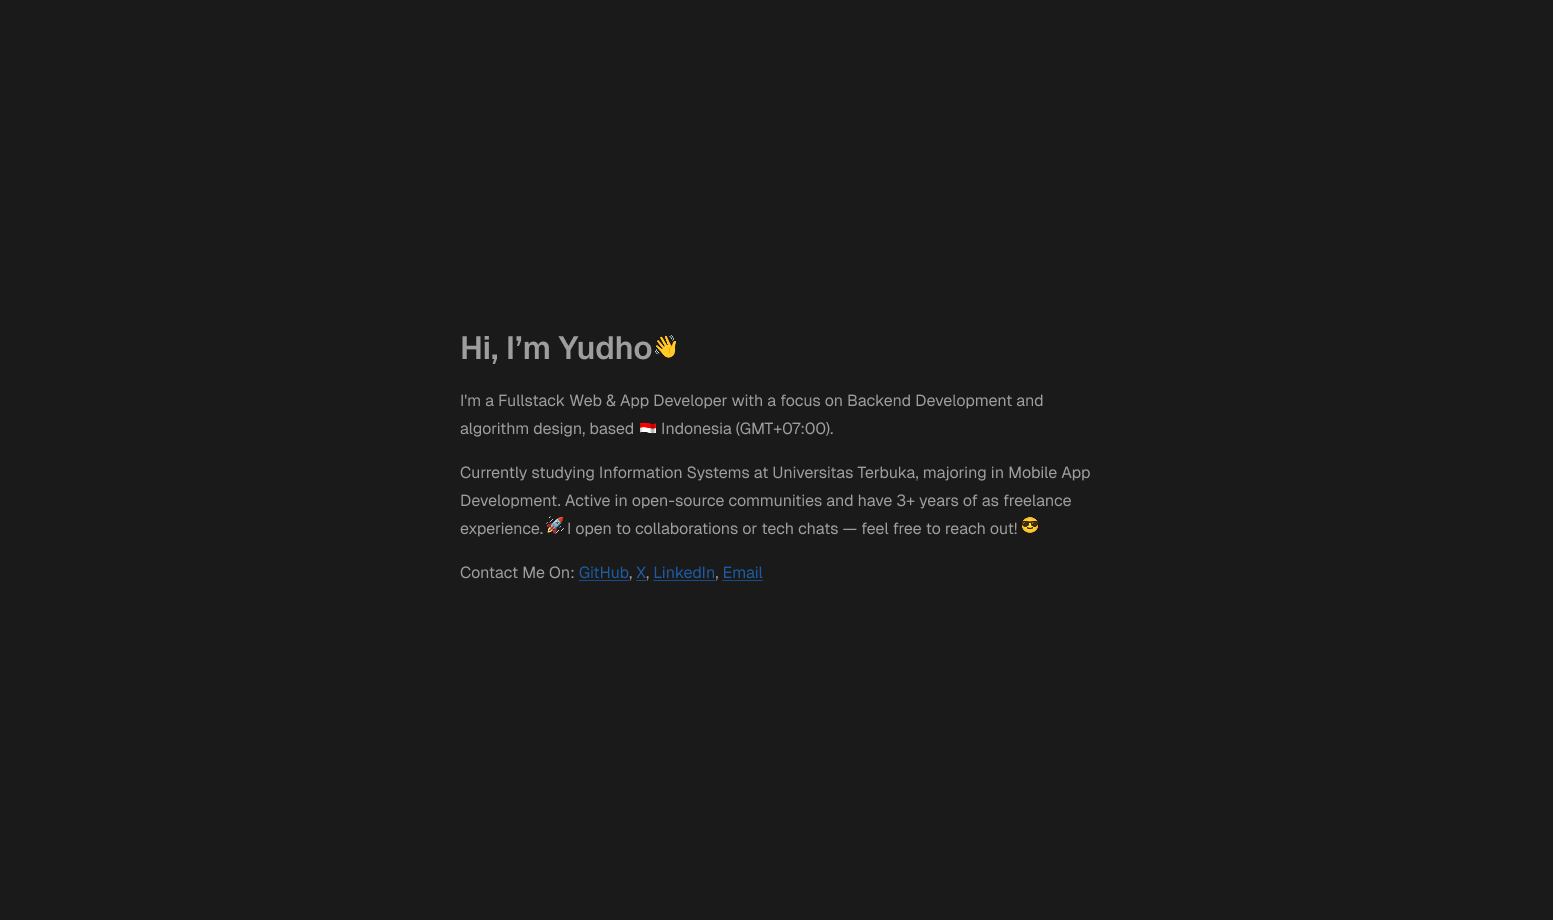 Hi, I’m Yudho👋
I'm a Fullstack Web & App Developer with a focus on Backend Development and
algorithm design, based 🇮🇩 Indonesia (GMT+07:00).
Currently studying Information Systems at Universitas Terbuka, majoring in Mobile App
Development. Active in open-source communities and have 3+ years of as freelance
experience. 🚀 I open to collaborations or tech chats — feel free to reach out! 😎
Contact Me On: GitHub, X, LinkedIn, Email